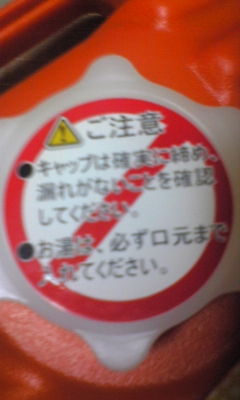 ご注意
●キャップは確実に締め、
漏れがないことを確認
してください。
●お湯は、必ず口元まで
入れてください。